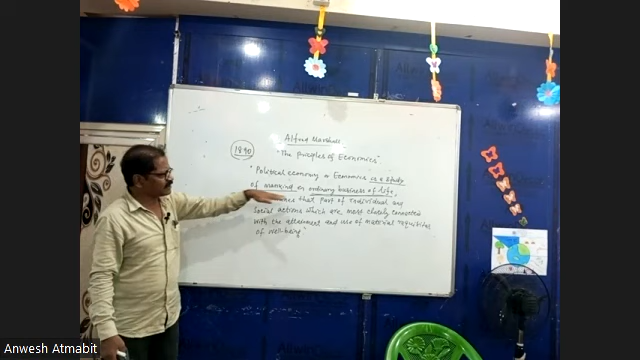 Alfred Marshall
1890
"The Principles of Economics"
"Political economy or Economics is a study
of mankind in ordinary business of life,
that part of individual and
social actions which are most closely connected
with the attainment and use of material requisites
of well-being"
Anwesh Atmabit